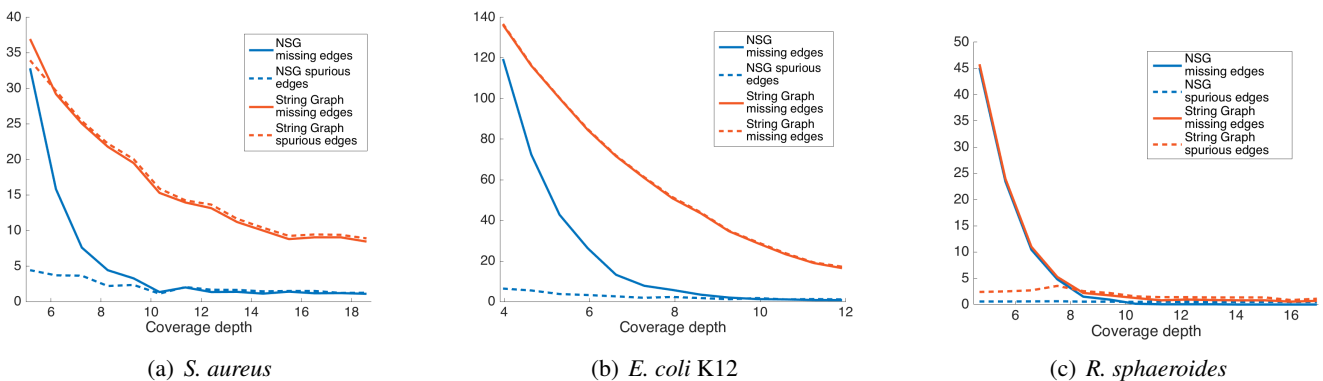 40
35
30
25
20
15
10
5
0
6 8 10 12 14 16 18
Coverage depth
NSG
missing edges
NSG spurious
edges
String Graph
missing edges
String Graph
spurious edges
(a) S. aureus
140
120
100
80
60
40
20
0
4 6 8 10 12
Coverage depth
NSG
missing edges
NSG spurious
edges
String Graph
missing edges
String Graph
missing edges
(b) E. coli K12
50
45
40
35
30
25
20
15
10
5
0
6 8 10 12 14 16
Coverage depth
NSG
missing edges
NSG
spurious edges
String Graph
missing edges
String Graph
spurious edges
(c) R. sphaeroides